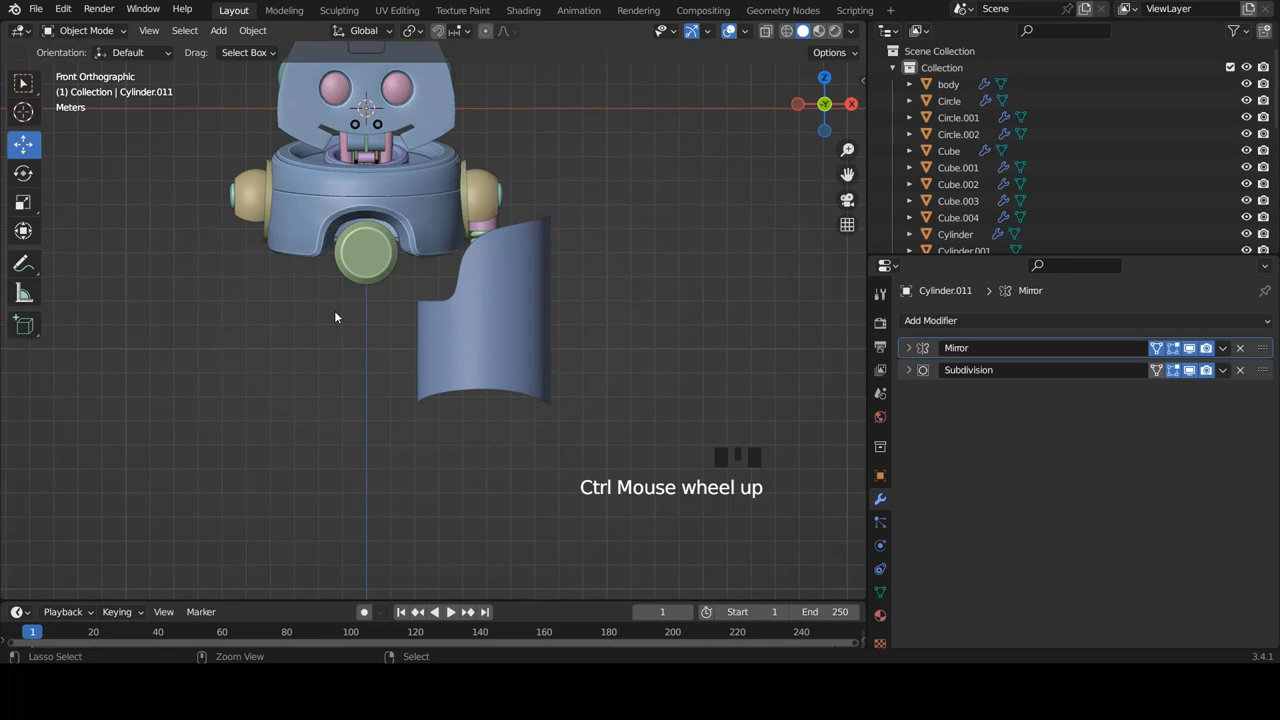 File Edit Render Window Help Layout Modeling Sculpting UV Editing Texture Paint Shading Animation Rendering Compositing Geometry Nodes Scripting Scene ViewLayer
Object Mode View Select Add Object Global
Orientation: Default Drag: Select Box Options
Front Orthographic
(1) Collection | Cylinder.011
Meters
Z
X
-Y
Scene Collection
Collection
body
Circle
Circle.001
Circle.002
Cube
Cube.001
Cube.002
Cube.003
Cube.004
Cylinder
Cylinder.001
Cylinder.011 Mirror
Add Modifier
Mirror
Subdivision
Ctrl Mouse wheel up
Playback Keying View Marker 1 Start 1 End 250
1 20 40 60 80 100 120 140 160 180 200 220 240
Lasso Select Zoom View Select 3.4.1